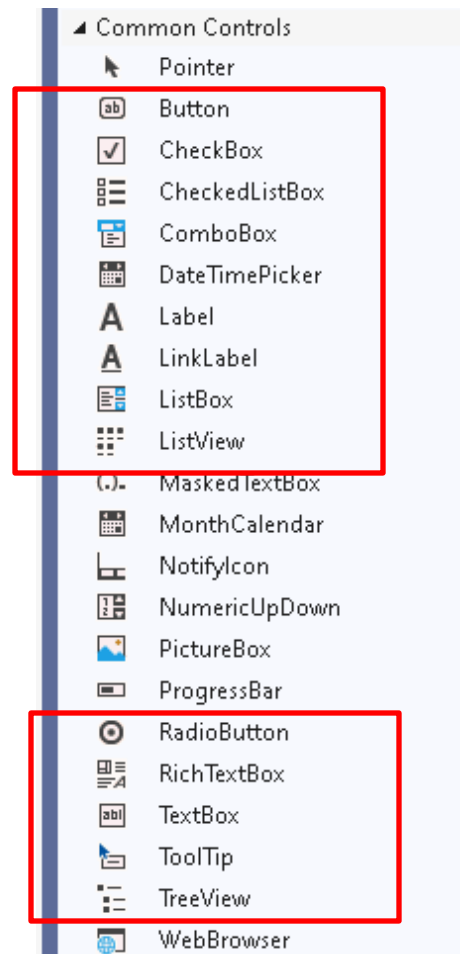 Common Controls
Pointer
Button
CheckBox
CheckedListBox
ComboBox
DateTimePicker
Label
LinkLabel
ListBox
ListView
MaskedTextBox
MonthCalendar
NotifyIcon
NumericUpDown
PictureBox
ProgressBar
RadioButton
RichTextBox
TextBox
ToolTip
TreeView
WebBrowser